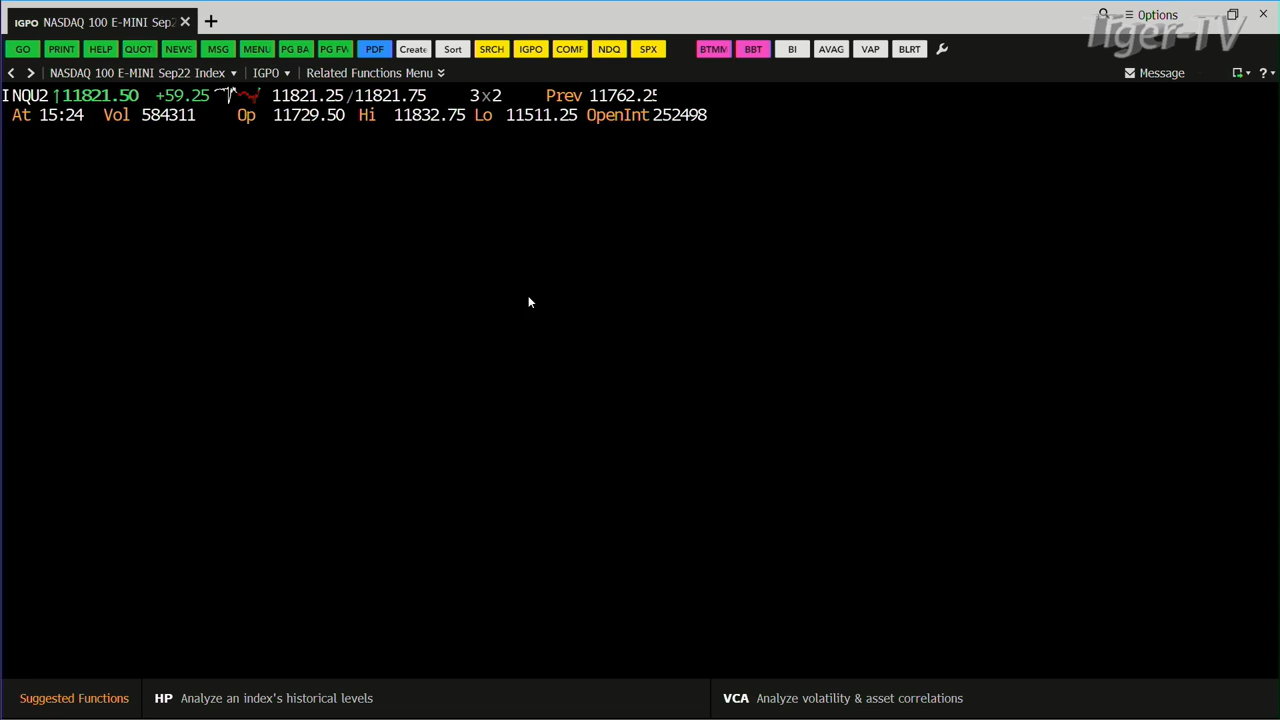 IGPO NASDAQ 100 E-MINI Sep2
Options
Tiger-TV
GO PRINT HELP QUOT NEWS MSG MENU PG BA PG FW PDF Create Sort SRCH IGPO COMF NDQ SPX BTMM BBT BI AVAG VAP BLRT
NASDAQ 100 E-MINI Sep22 Index IGPO Related Functions Menu Message ?
INQU2 ↑11821.50 +59.25 11821.25/11821.75 3x2 Prev 11762.25
At 15:24 Vol 584311 Op 11729.50 Hi 11832.75 Lo 11511.25 OpenInt 252498
Suggested Functions HP Analyze an index's historical levels VCA Analyze volatility & asset correlations